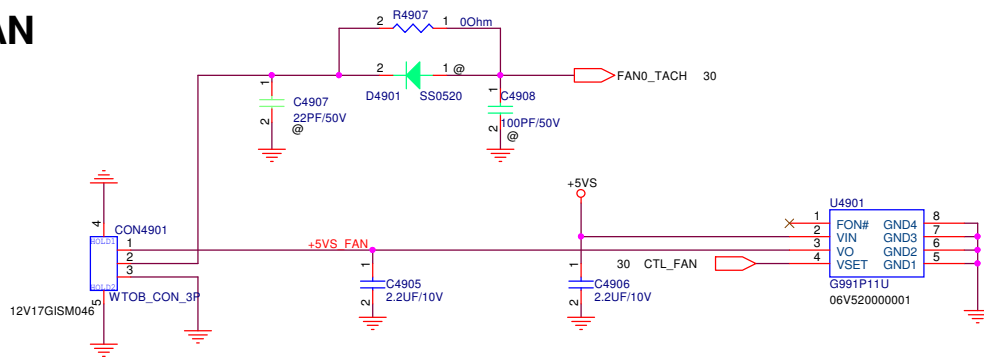 AN
R4907
2
1
0Ohm
2
1
@
D4901
SS0520
FAN0_TACH 30
1
C4907
22PF/50V
2
@
1
C4908
100PF/50V
2
@
4
CON4901
HOLD1
1
2
3
HOLD2
WTOB_CON_3P
5
12V17GISM046
+5VS_FAN
1
C4905
2.2UF/10V
2
+5VS
1
C4906
2.2UF/10V
2
30 CTL_FAN
U4901
1 FON# GND4 8
2 VIN GND3 7
3 VO GND2 6
4 VSET GND1 5
G991P11U
06V520000001